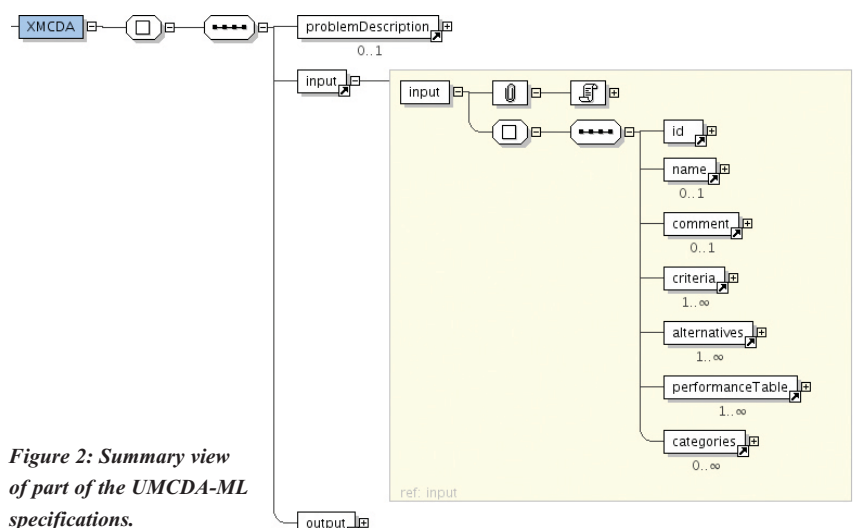 XMCDA
problemDescription
0..1
input
input
id
name
0..1
comment
0..1
criteria
1..∞
alternatives
1..∞
performanceTable
1..∞
categories
0..∞
ref: input
output
Figure 2: Summary view
of part of the UMCDA-ML
specifications.